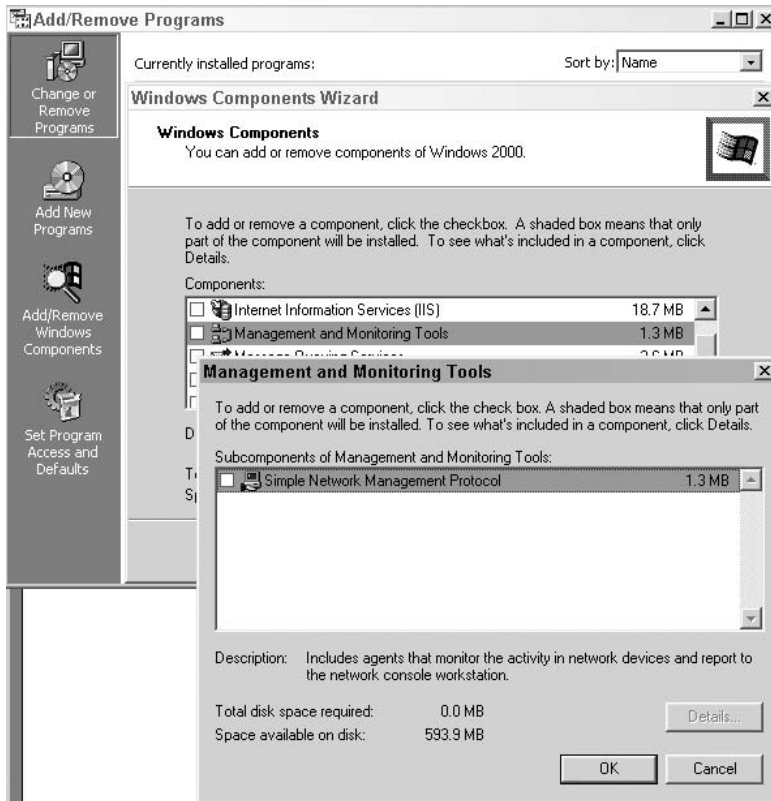 Add/Remove Programs
Change or
Remove
Programs
Add New
Programs
Add/Remove
Windows
Components
Set Program
Access and
Defaults
Currently installed programs:
Sort by: Name
Windows Components Wizard
Windows Components
You can add or remove components of Windows 2000.
To add or remove a component, click the checkbox. A shaded box means that only
part of the component will be installed. To see what's included in a component, click
Details.
Components:
Internet Information Services (IIS) 18.7 MB
Management and Monitoring Tools 1.3 MB
Management and Monitoring Tools
To add or remove a component, click the check box. A shaded box means that only part
of the component will be installed. To see what's included in a component, click Details.
Subcomponents of Management and Monitoring Tools:
Simple Network Management Protocol 1.3 MB
Description: Includes agents that monitor the activity in network devices and report to
the network console workstation.
Total disk space required: 0.0 MB
Space available on disk: 593.9 MB
Details...
OK
Cancel